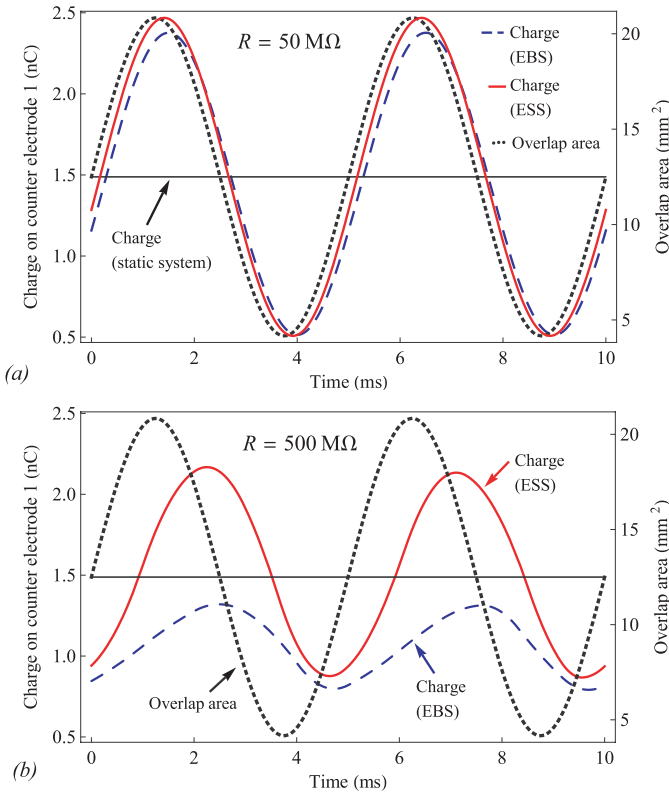 2.5
2.0
1.5
1.0
0.5
Charge on counter electrode 1 (nC)
R = 50 MΩ
Charge
(EBS)
Charge
(ESS)
Overlap area
Charge
(static system)
20
15
10
5
Overlap area (mm²)
0 2 4 6 8 10
Time (ms)
(a)
2.5
2.0
1.5
1.0
0.5
Charge on counter electrode 1 (nC)
R = 500 MΩ
Charge
(ESS)
Overlap area
Charge
(EBS)
20
15
10
5
Overlap area (mm²)
0 2 4 6 8 10
Time (ms)
(b)